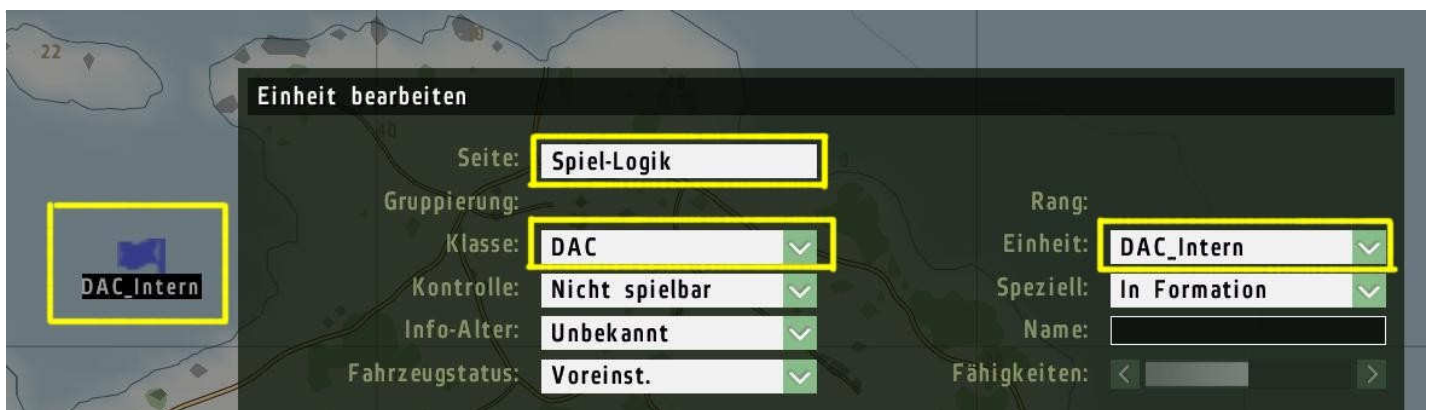 22
Einheit bearbeiten
Seite: Spiel-Logik
Gruppierung: Rang:
Klasse: DAC Einheit: DAC_Intern
DAC_Intern
Kontrolle: Nicht spielbar Speziell: In Formation
Info-Alter: Unbekannt Name:
Fahrzeugstatus: Voreinst. Fähigkeiten: